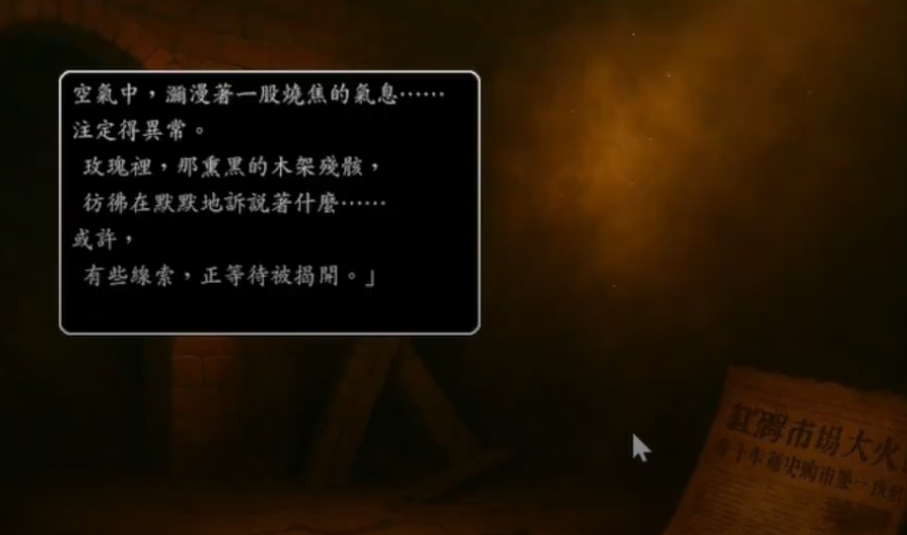 空氣中，瀰漫著一股燒焦的氣息……
注定得異常。
玫瑰裡，那熏黑的木架殘骸，
彷彿在默默地訴說著什麼……
或許，
有些線索，正等待被揭開。」
市場大火